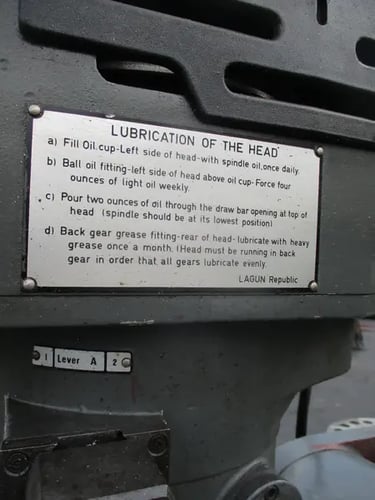 LUBRICATION OF THE HEAD
a) Fill Oil cup-Left side of head-with spindle oil,once daily
b) Ball oil fitting-left side of head above oil cup-Force four
ounces of light oil weekly.
c) Pour two ounces of oil through the draw bar opening at top of
head (spindle should be at its lowest position)
d) Back gear grease fitting-rear of head-lubricate with heavy
grease once a month. (Head must be running in back
gear in order that all gears lubricate evenly.
LAGUN Republic
1 Lever A 2